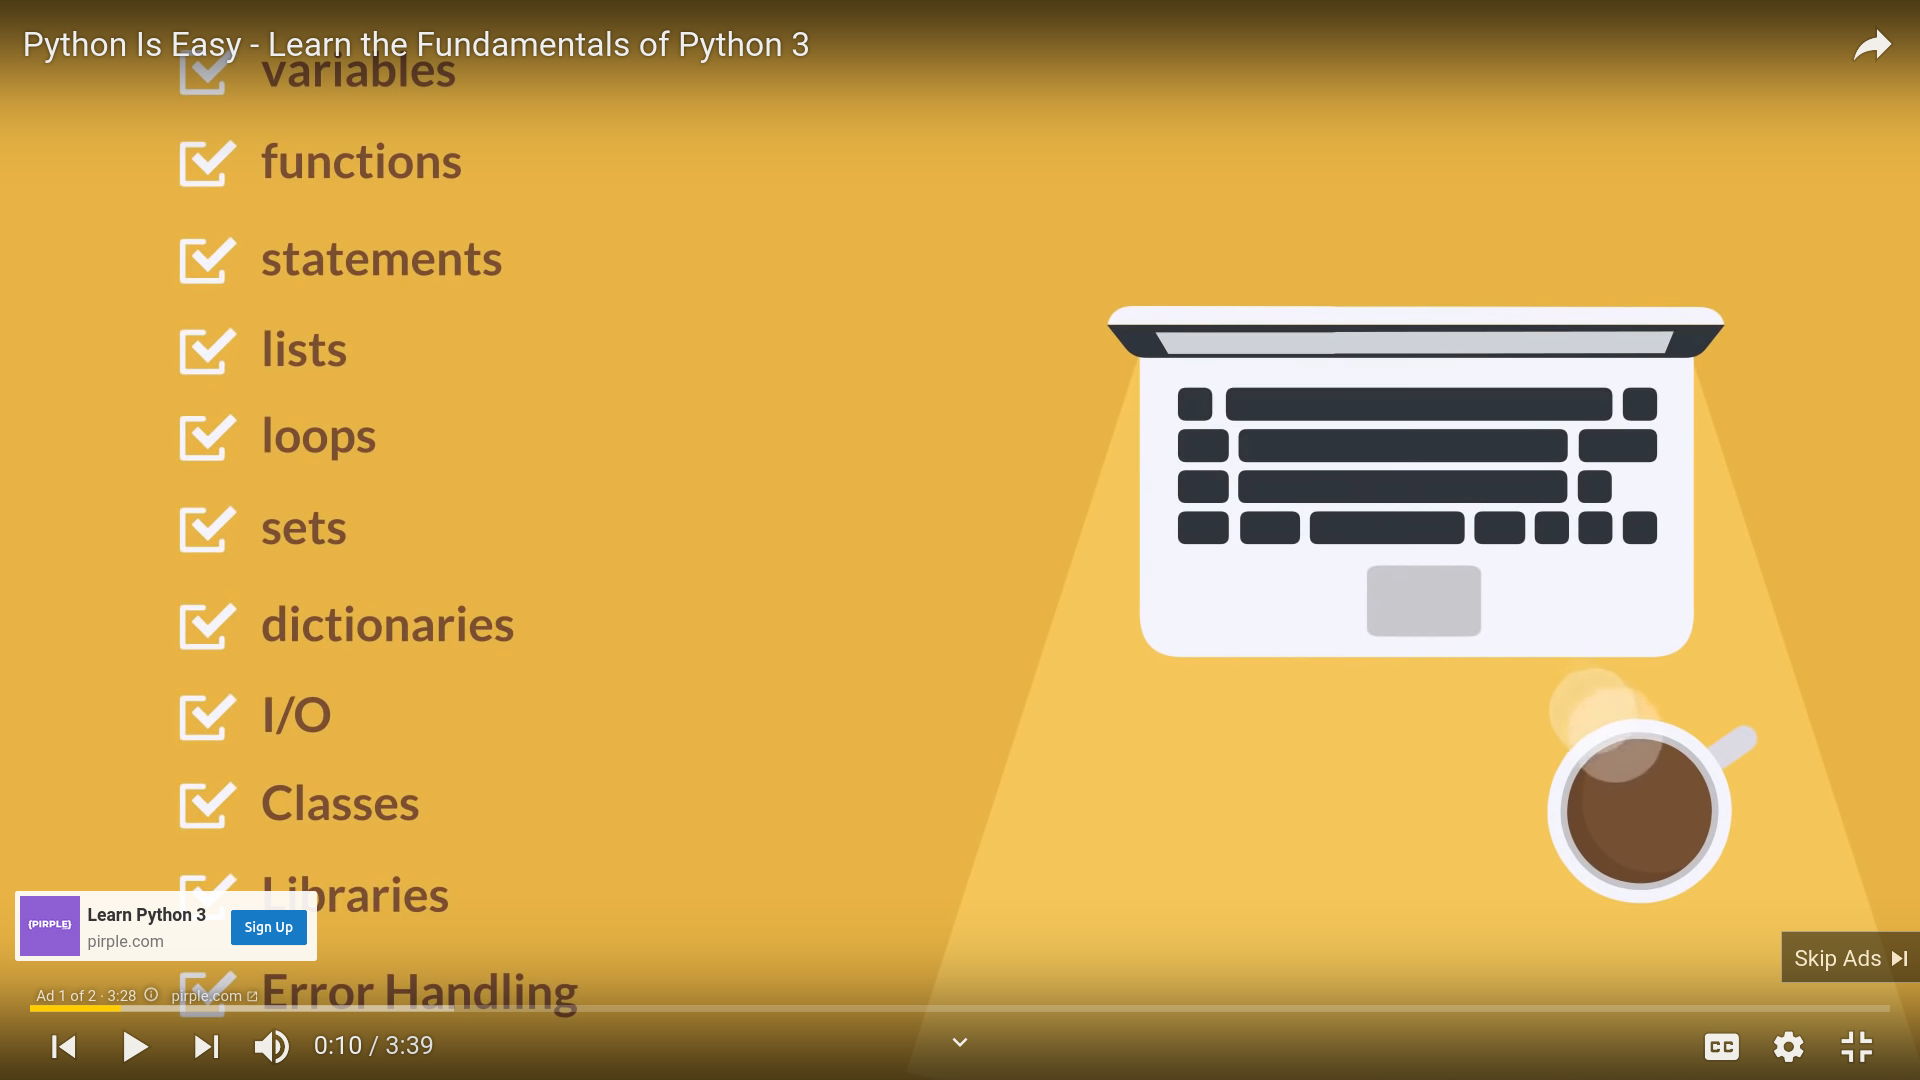 Python Is Easy - Learn the Fundamentals of Python 3
variables
functions
statements
lists
loops
sets
dictionaries
I/O
Classes
Libraries
{PIRPLE}
Learn Python 3
pirple.com
Sign Up
Skip Ads
Error Handling
Ad 1 of 2 · 3:28
pirple.com
0:10 / 3:39
CC